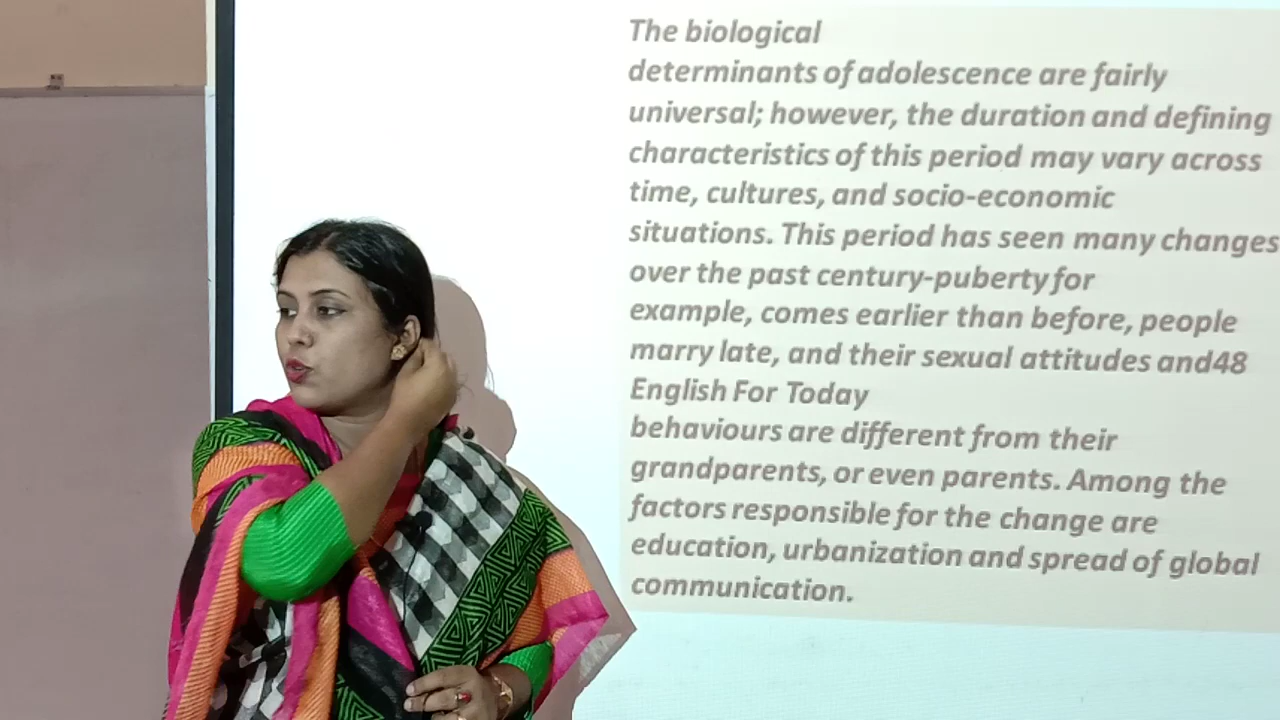 The biological
determinants of adolescence are fairly
universal; however, the duration and defining
characteristics of this period may vary across
time, cultures, and socio-economic
situations. This period has seen many changes
over the past century-puberty for
example, comes earlier than before, people
marry late, and their sexual attitudes and48
English For Today
behaviours are different from their
grandparents, or even parents. Among the
factors responsible for the change are
education, urbanization and spread of global
communication.